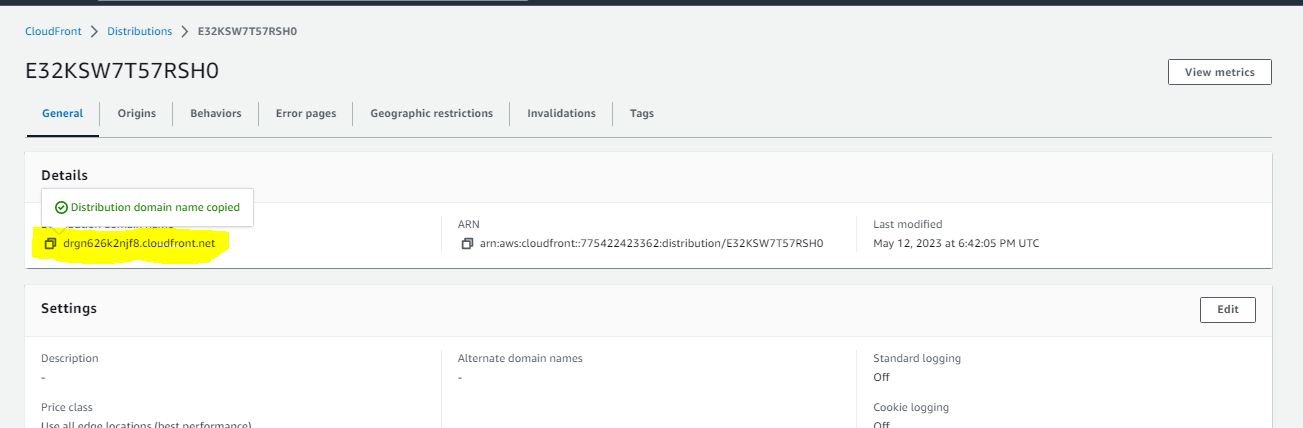 CloudFront > Distributions > E32KSW7T57RSH0
E32KSW7T57RSH0
View metrics
General
Origins
Behaviors
Error pages
Geographic restrictions
Invalidations
Tags
Details
Distribution domain name copied
ARN
Last modified
drgn626k2njf8.cloudfront.net
arn:aws:cloudfront::775422423362:distribution/E32KSW7T57RSH0
May 12, 2023 at 6:42:05 PM UTC
Settings
Edit
Description
Alternate domain names
Standard logging
-
-
Off
Price class
Cookie logging
Use all edge locations (best performance)
Off